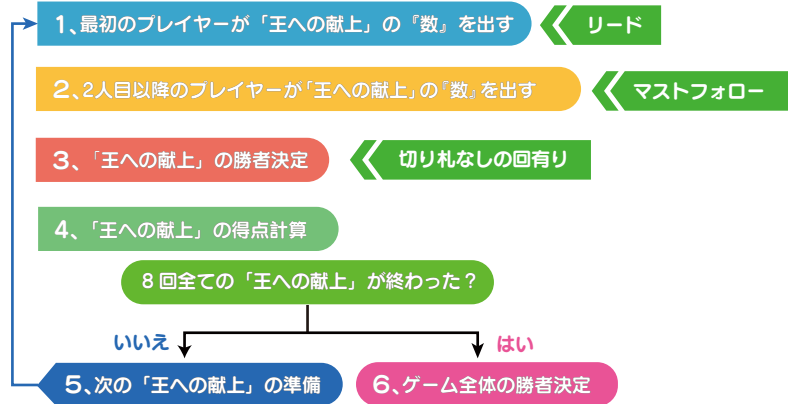 1、最初のプレイヤーが「王への献上」の『数』を出す
リード
2、2人目以降のプレイヤーが「王への献上」の『数』を出す
マストフォロー
3、「王への献上」の勝者決定
切り札なしの回有り
4、「王への献上」の得点計算
8回全ての「王への献上」が終わった？
いいえ
はい
5、次の「王への献上」の準備
6、ゲーム全体の勝者決定